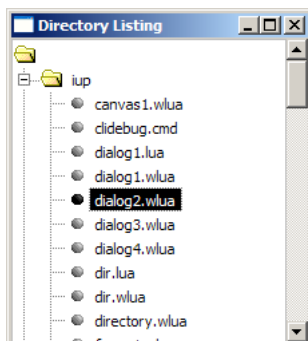 Directory Listing
iup
canvas1.wlua
clidebug.cmd
dialog1.lua
dialog1.wlua
dialog2.wlua
dialog3.wlua
dialog4.wlua
dir.lua
dir.wlua
directory.wlua